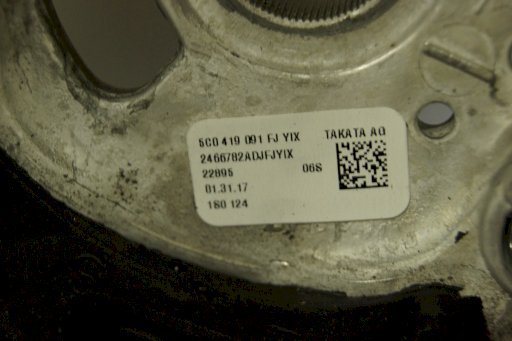 5C0 419 091 FJ YIX TAKATA AG
2466782ADJFJYIX
22895 06S
01.31.17
180 124